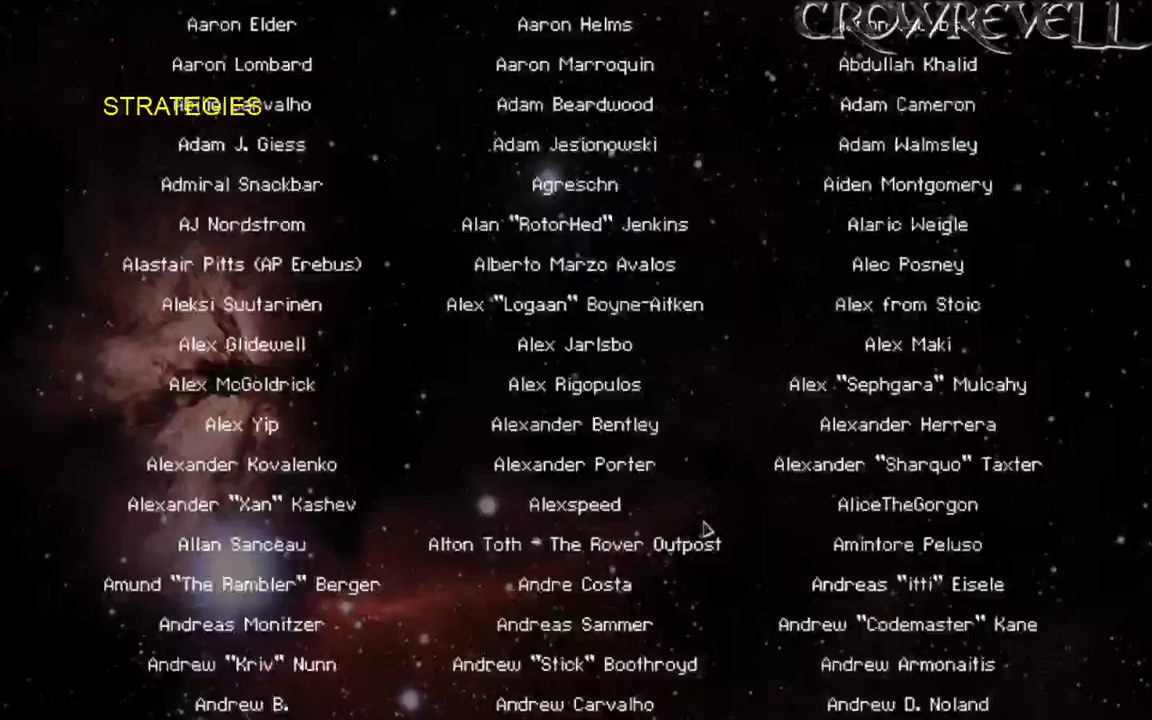 CROWREVELL
Aaron Elder Aaron Helms
Aaron Lombard Aaron Marroquin Abdullah Khalid
STRATEGIES
Adam Beardwood Adam Cameron
Adam J. Giess Adam Jesionowski Adam Walmsley
Admiral Snackbar Agreschn Aiden Montgomery
AJ Nordstrom Alan "RotorHed" Jenkins Alaric Weigle
Alastair Pitts (AP Erebus) Alberto Marzo Avalos Alec Posney
Aleksi Suutarinen Alex "Logaan" Boyne-Aitken Alex from Stoic
Alex Glidewell Alex Jarlsbo Alex Maki
Alex McGoldrick Alex Rigopulos Alex "Sephgara" Mulcahy
Alex Yip Alexander Bentley Alexander Herrera
Alexander Kovalenko Alexander Porter Alexander "Sharquo" Taxter
Alexander "Xan" Kashev Alexspeed AliceTheGorgon
Allan Sanceau Alton Toth - The Rover Outpost Amintore Peluso
Amund "The Rambler" Berger Andre Costa Andreas "itti" Eisele
Andreas Monitzer Andreas Sammer Andrew "Codemaster" Kane
Andrew "Kriv" Nunn Andrew "Stick" Boothroyd Andrew Armonaitis
Andrew B. Andrew Carvalho Andrew D. Noland